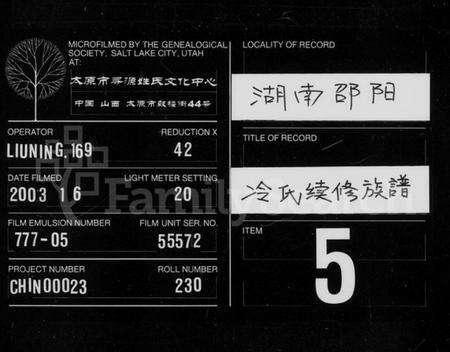 MICROFILMED BY THE GENEALOGICAL
SOCIETY, SALT LAKE CITY, UTAH
AT:
太原市寻源姓氏文化中心
中国 山西 太原市敦楼街44号
OPERATOR REDUCTION X
LIUNING,169 42
DATE FILMED LIGHT METER SETTING
2003 1 6 20
FILM EMULSION NUMBER FILM UNIT SER. NO.
777-05 55572
PROJECT NUMBER ROLL NUMBER
CHIN00023 230
LOCALITY OF RECORD
湖南邵阳
TITLE OF RECORD
冷氏续修族譜
ITEM
5
FamilySearch